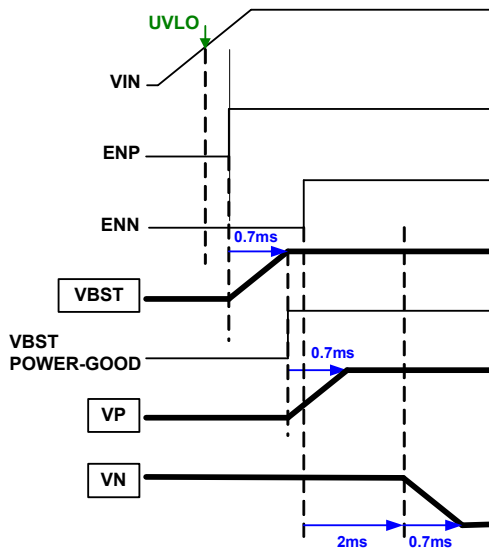 UVLO
VIN
ENP
ENN
0.7ms
VBST
VBST
POWER-GOOD
0.7ms
VP
VN
2ms
0.7ms